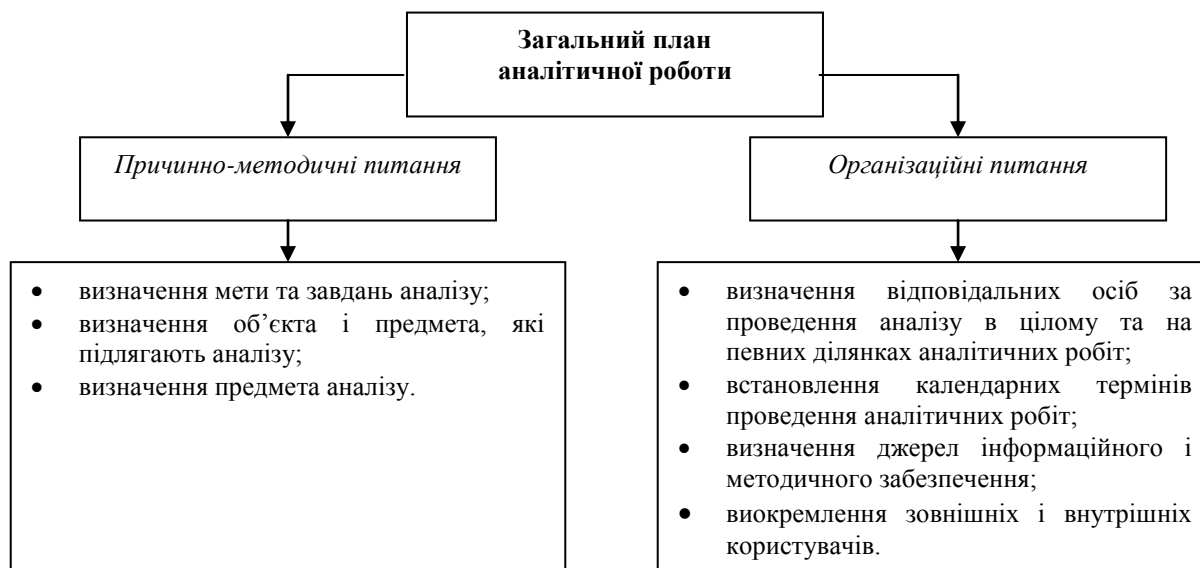 Загальний план
аналітичної роботи
Причинно-методичні питання
Організаційні питання
• визначення мети та завдань аналізу;
• визначення об’єкта і предмета, які
підлягають аналізу;
• визначення предмета аналізу.
• визначення відповідальних осіб за
проведення аналізу в цілому та на
певних ділянках аналітичних робіт;
• встановлення календарних термінів
проведення аналітичних робіт;
• визначення джерел інформаційного і
методичного забезпечення;
• виокремлення зовнішніх і внутрішніх
користувачів.